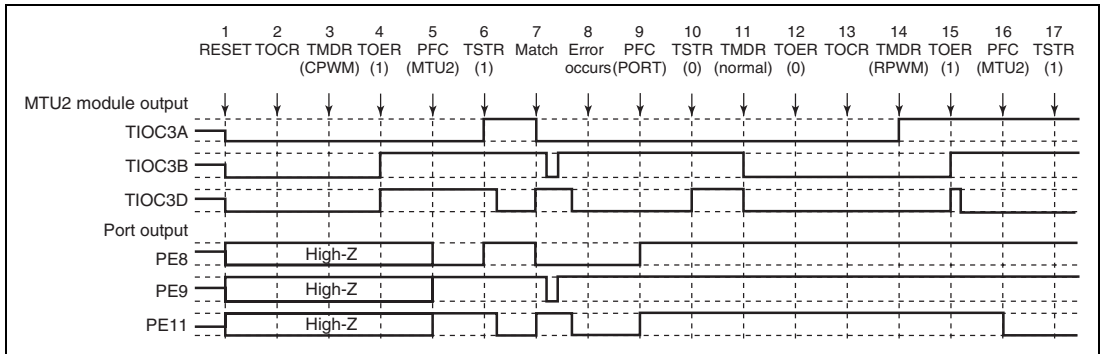 1 2 3 4 5 6 7 8 9 10 11 12 13 14 15 16 17
RESET TOCR TMDR TOER PFC TSTR Match Error PFC TSTR TMDR TOER TOCR TMDR TOER PFC TSTR
(CPWM) (1) (MTU2) (1) occurs (PORT) (0) (normal) (0) (RPWM) (1) (MTU2) (1)
MTU2 module output
TIOC3A
TIOC3B
TIOC3D
Port output
PE8 High-Z
PE9 High-Z
PE11 High-Z